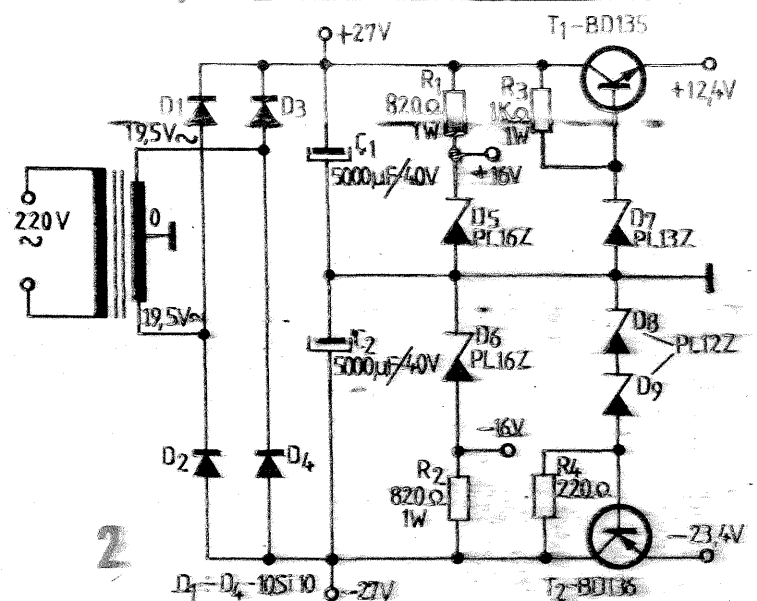 +27V
T1-BD135
+12,4V
D1
D3
19,5V~
R1
820Ω
1W
R3
1KΩ
1W
+16V
C1
5000µF/40V
220V
~
0
D5
PL16Z
D7
PL13Z
19,5V~
C2
5000µF/40V
D6
PL16Z
D8
PL12Z
D9
-16V
D2
D4
R2
820Ω
1W
R4
220Ω
-23,4V
2
D1÷D4-10Si10
-27V
T2-BD136